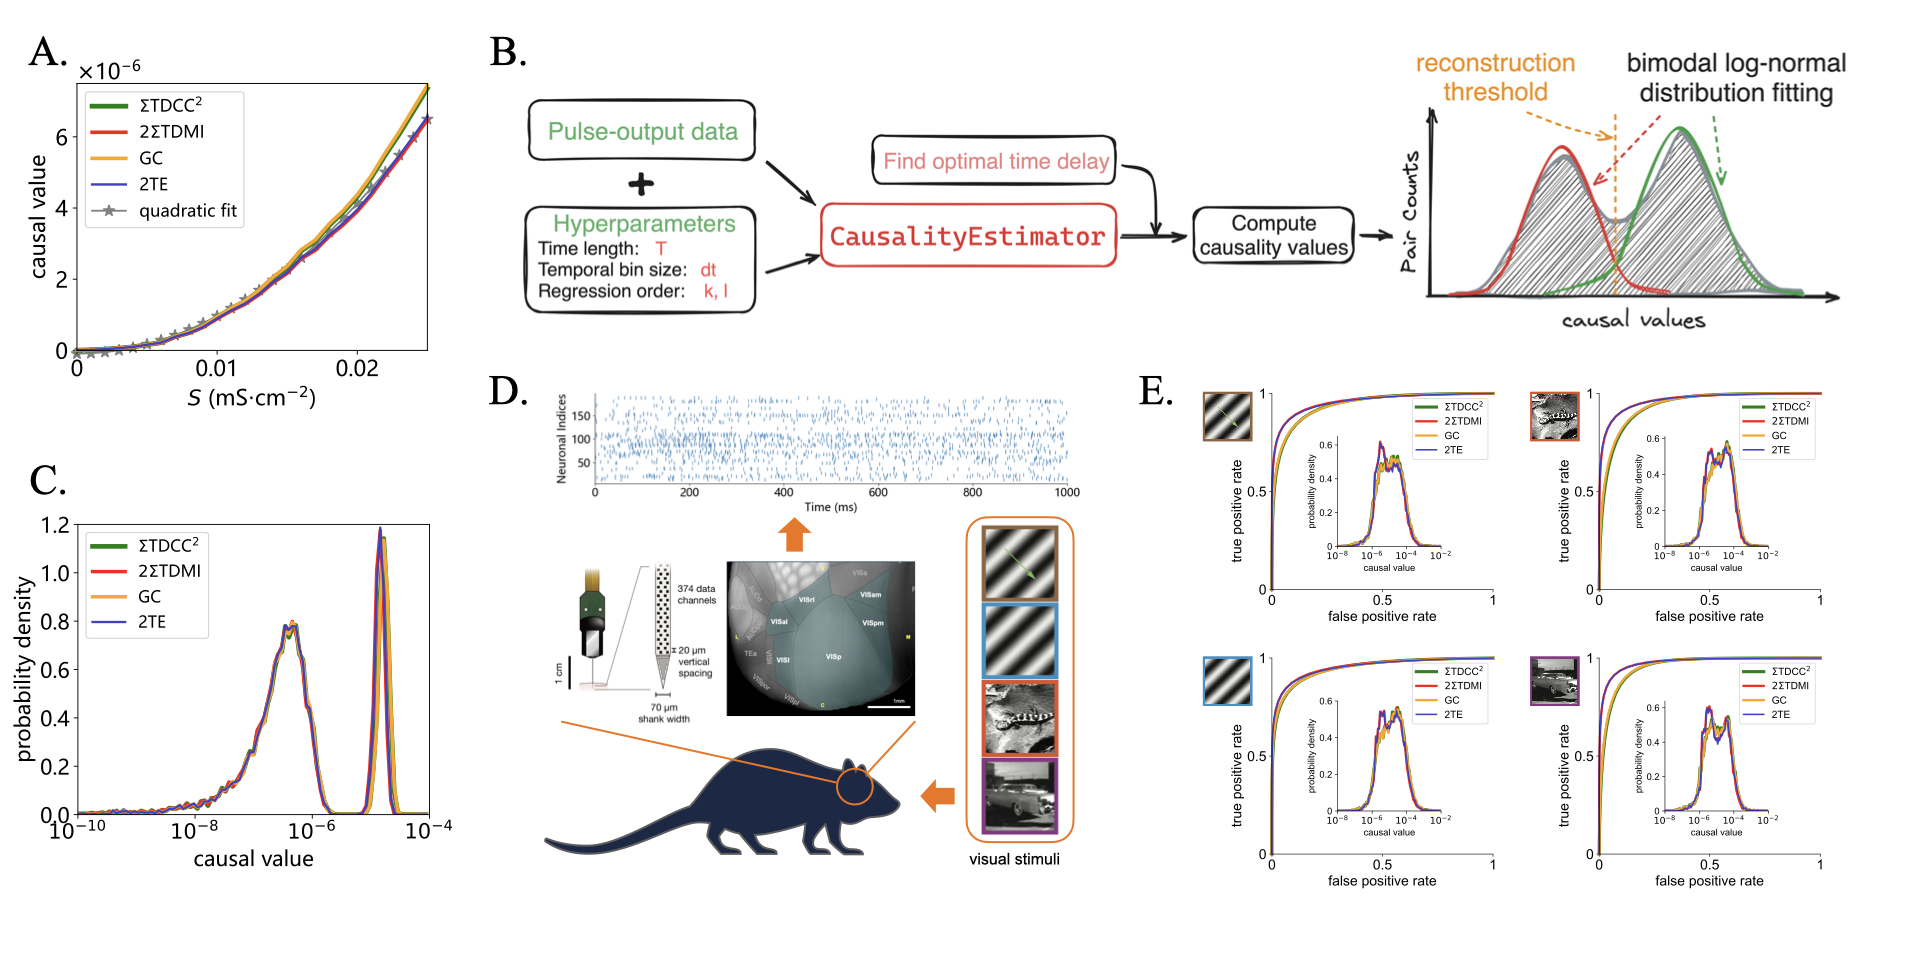 A.
×10⁻⁶
ΣTDCC²
2ΣTDMI
GC
2TE
quadratic fit
causal value
6
4
2
0
0
0.01
0.02
S (mS·cm⁻²)
B.
Pulse-output data
+
Hyperparameters
Time length: T
Temporal bin size: dt
Regression order: k, l
Find optimal time delay
CausalityEstimator
Compute
causality values
reconstruction
threshold
bimodal log-normal
distribution fitting
Pair Counts
causal values
C.
ΣTDCC²
2ΣTDMI
GC
2TE
probability density
1.2
1.0
0.8
0.6
0.4
0.2
0.0
10⁻¹⁰
10⁻⁸
10⁻⁶
10⁻⁴
causal value
D.
Neuronal Indices
150
100
50
0
200
400
600
800
1000
Time (ms)
374 data
channels
20 µm
vertical
spacing
1 cm
70 µm
shank width
VISa
VISrl
VISam
VISal
VISpm
VISl
VISp
TEa
VISli
VISpor
VISpl
AUDd
L
M
C
1mm
visual stimuli
E.
1
0.5
0
true positive rate
ΣTDCC²
2ΣTDMI
GC
2TE
0.6
0.4
0.2
0
probability density
10⁻⁸
10⁻⁶
10⁻⁴
10⁻²
causal value
0
0.5
1
false positive rate
1
0.5
0
true positive rate
ΣTDCC²
2ΣTDMI
GC
2TE
0.6
0.4
0.2
0
probability density
10⁻⁸
10⁻⁶
10⁻⁴
10⁻²
causal value
0
0.5
1
false positive rate
1
0.5
0
true positive rate
ΣTDCC²
2ΣTDMI
GC
2TE
0.6
0.4
0.2
0
probability density
10⁻⁸
10⁻⁶
10⁻⁴
10⁻²
causal value
0
0.5
1
false positive rate
1
0.5
0
true positive rate
ΣTDCC²
2ΣTDMI
GC
2TE
0.6
0.4
0.2
0
probability density
10⁻⁸
10⁻⁶
10⁻⁴
10⁻²
causal value
0
0.5
1
false positive rate